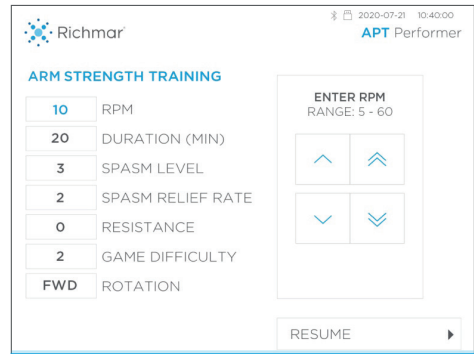 2020-07-21 10:40:00
Richmar
APT Performer
ARM STRENGTH TRAINING
10 RPM
20 DURATION (MIN)
3 SPASM LEVEL
2 SPASM RELIEF RATE
0 RESISTANCE
2 GAME DIFFICULTY
FWD ROTATION
ENTER RPM
RANGE: 5 - 60
RESUME